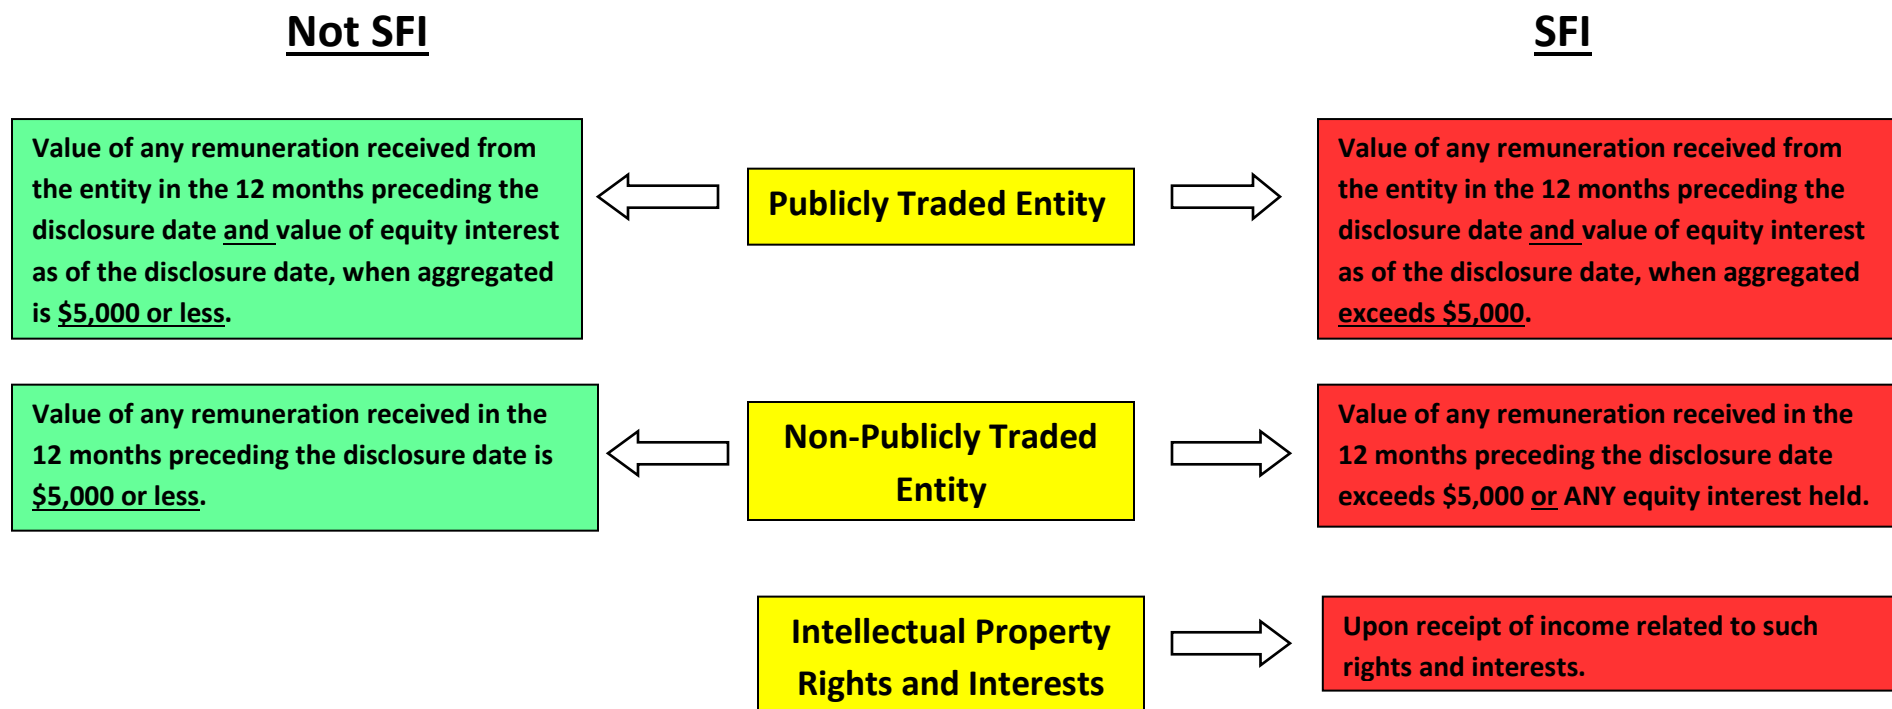 Not SFI
SFI
Value of any remuneration received from
the entity in the 12 months preceding the
disclosure date and value of equity interest
as of the disclosure date, when aggregated
is $5,000 or less.
Publicly Traded Entity
Value of any remuneration received from
the entity in the 12 months preceding the
disclosure date and value of equity interest
as of the disclosure date, when aggregated
exceeds $5,000.
Value of any remuneration received in the
12 months preceding the disclosure date is
$5,000 or less.
Non-Publicly Traded
Entity
Value of any remuneration received in the
12 months preceding the disclosure date
exceeds $5,000 or ANY equity interest held.
Intellectual Property
Rights and Interests
Upon receipt of income related to such
rights and interests.